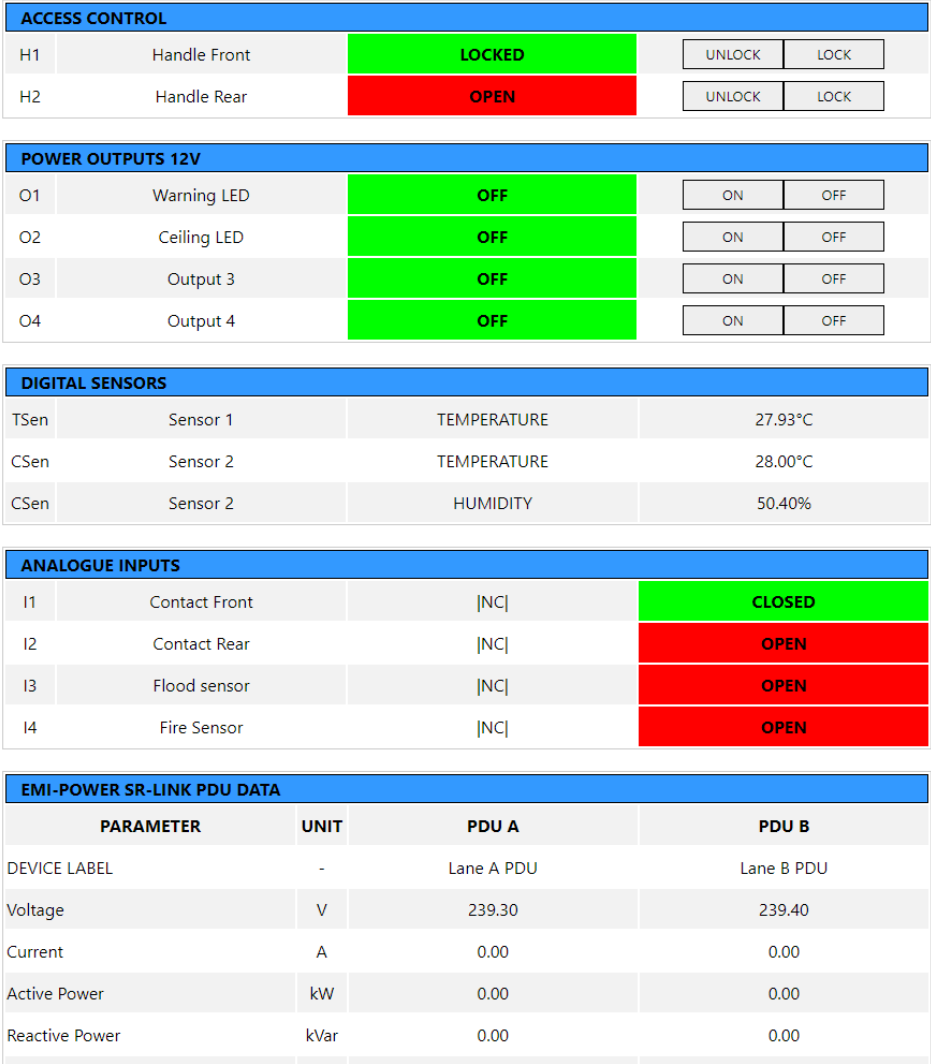 ACCESS CONTROL
H1 Handle Front LOCKED UNLOCK LOCK
H2 Handle Rear OPEN UNLOCK LOCK
POWER OUTPUTS 12V
O1 Warning LED OFF ON OFF
O2 Ceiling LED OFF ON OFF
O3 Output 3 OFF ON OFF
O4 Output 4 OFF ON OFF
DIGITAL SENSORS
TSen Sensor 1 TEMPERATURE 27.93°C
CSen Sensor 2 TEMPERATURE 28.00°C
CSen Sensor 2 HUMIDITY 50.40%
ANALOGUE INPUTS
I1 Contact Front |NC| CLOSED
I2 Contact Rear |NC| OPEN
I3 Flood sensor |NC| OPEN
I4 Fire Sensor |NC| OPEN
EMI-POWER SR-LINK PDU DATA
PARAMETER UNIT PDU A PDU B
DEVICE LABEL - Lane A PDU Lane B PDU
Voltage V 239.30 239.40
Current A 0.00 0.00
Active Power kW 0.00 0.00
Reactive Power kVar 0.00 0.00